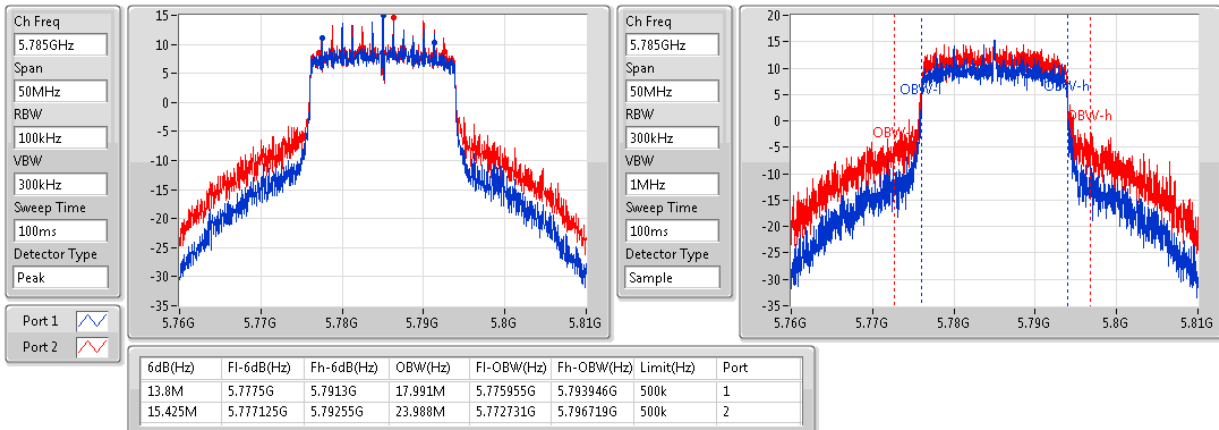 Ch Freq
5.785GHz
Span
50MHz
RBW
100kHz
VBW
300kHz
Sweep Time
100ms
Detector Type
Peak
Port 1
Port 2
15
10
5
0
-5
-10
-15
-20
-25
-30
-35
5.76G 5.77G 5.78G 5.79G 5.8G 5.81G
Ch Freq
5.785GHz
Span
50MHz
RBW
300kHz
VBW
1MHz
Sweep Time
100ms
Detector Type
Sample
20
15
10
5
0
-5
-10
-15
-20
-25
-30
-35
OBW-l OBW-h
OBW-l OBW-h
5.76G 5.77G 5.78G 5.79G 5.8G 5.81G
6dB(Hz) Fl-6dB(Hz) Fh-6dB(Hz) OBW(Hz) Fl-OBW(Hz) Fh-OBW(Hz) Limit(Hz) Port
13.8M 5.7775G 5.7913G 17.991M 5.775955G 5.793946G 500k 1
15.425M 5.777125G 5.79255G 23.988M 5.772731G 5.796719G 500k 2